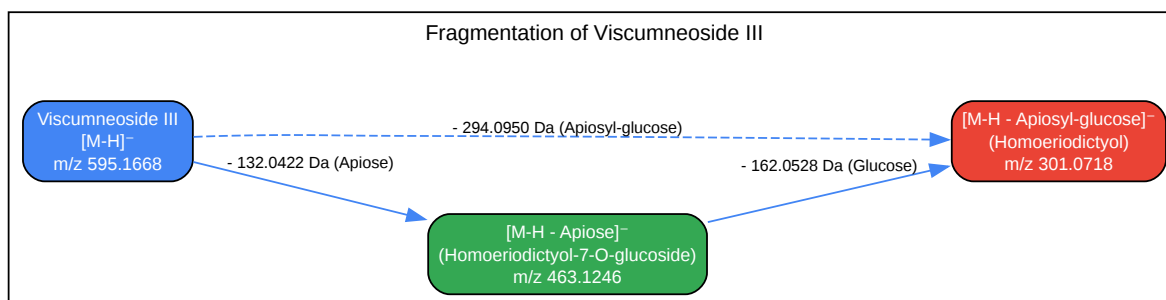 Fragmentation of Viscumneoside III
Viscumneoside III
[M-H]⁻
m/z 595.1668
- 294.0950 Da (Apiosyl-glucose)
[M-H - Apiosyl-glucose]⁻
(Homoeriodictyol)
m/z 301.0718
- 132.0422 Da (Apiose)
- 162.0528 Da (Glucose)
[M-H - Apiose]⁻
(Homoeriodictyol-7-O-glucoside)
m/z 463.1246